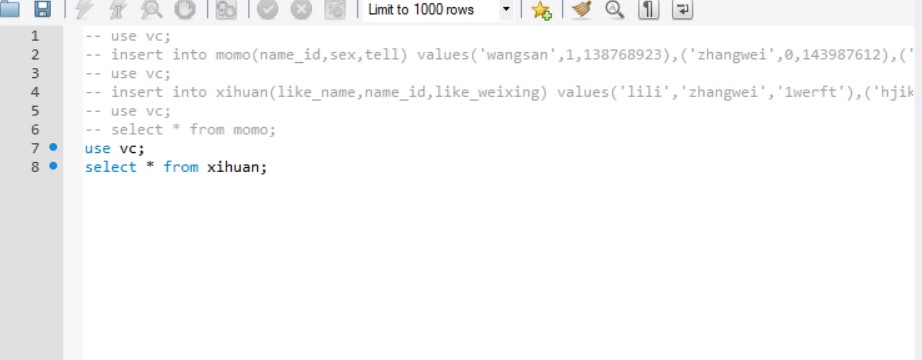 Limit to 1000 rows
1 -- use vc;
2 -- insert into momo(name_id,sex,tell) values('wangsan',1,138768923),('zhangwei',0,143987612),('
3 -- use vc;
4 -- insert into xihuan(like_name,name_id,like_weixing) values('lili','zhangwei','1werft'),('hjik
5 -- use vc;
6 -- select * from momo;
7 use vc;
8 select * from xihuan;